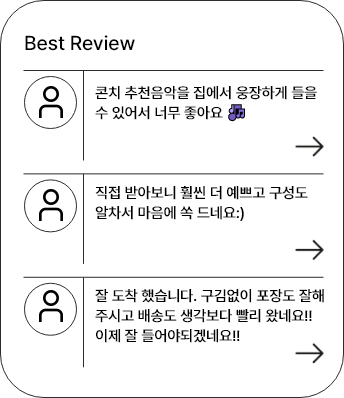 Best Review
콘치 추천음악을 집에서 웅장하게 들을
수 있어서 너무 좋아요 🎶
직접 받아보니 훨씬 더 예쁘고 구성도
알차서 마음에 쏙 드네요:)
잘 도착 했습니다. 구김없이 포장도 잘해
주시고 배송도 생각보다 빨리 왔네요!!
이제 잘 들어야되겠네요!!